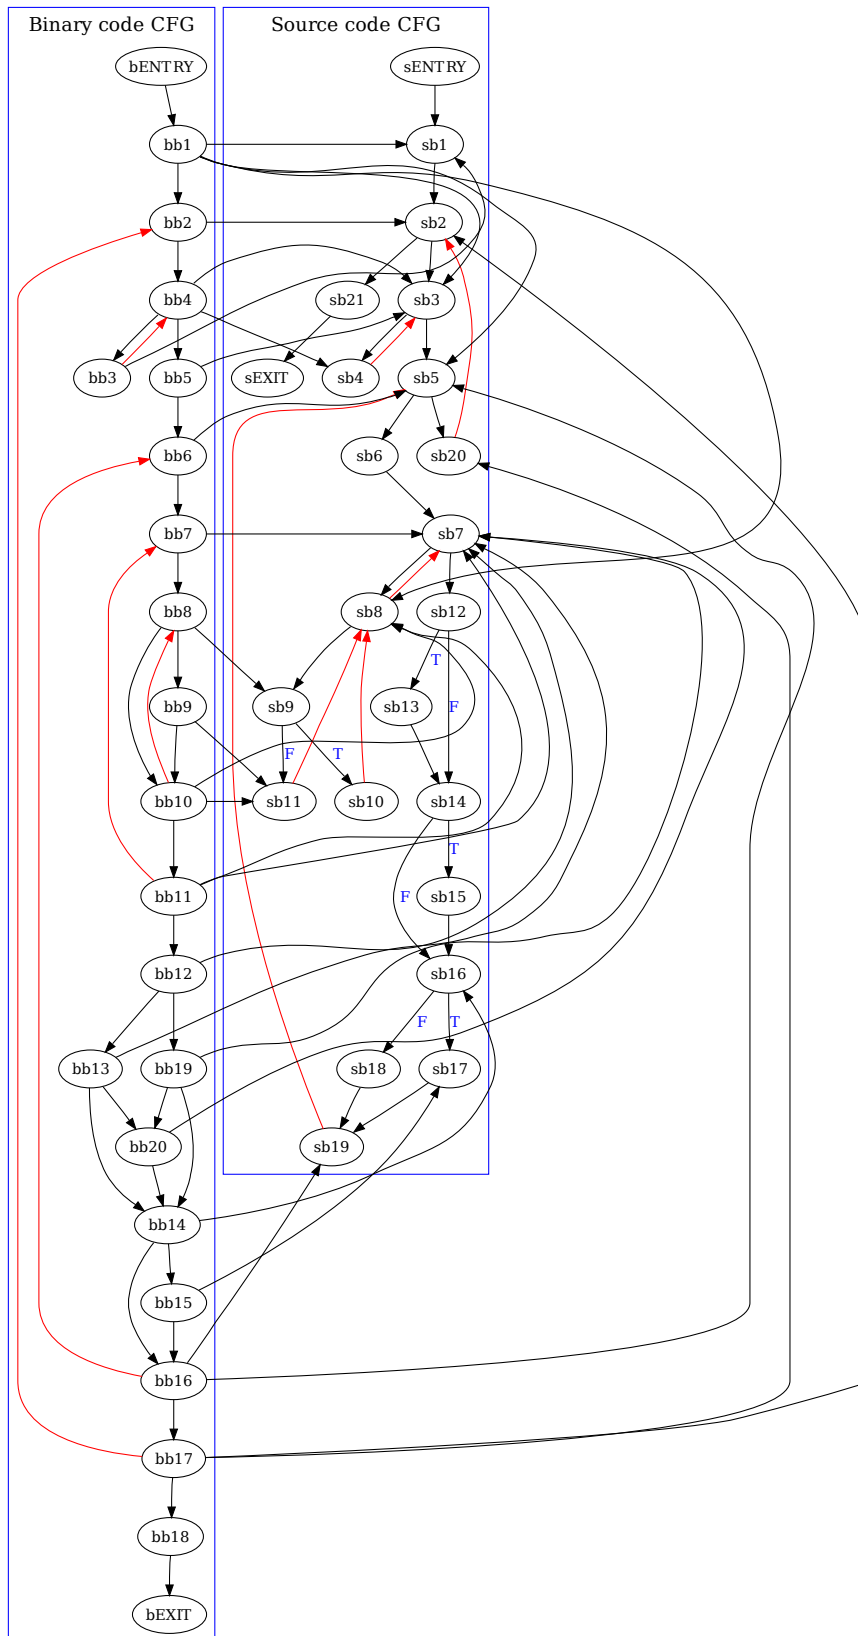 Binary code CFG
Source code CFG
bENTRY
sENTRY
bb1
sb1
bb2
sb2
bb4
sb21
sb3
bb3
bb5
sEXIT
sb4
sb5
bb6
sb6
sb20
bb7
sb7
bb8
sb8
sb12
T
bb9
sb9
sb13
F
F
T
bb10
sb11
sb10
sb14
T
bb11
F
sb15
bb12
sb16
F
T
bb13
bb19
sb18
sb17
bb20
sb19
bb14
bb15
bb16
bb17
bb18
bEXIT